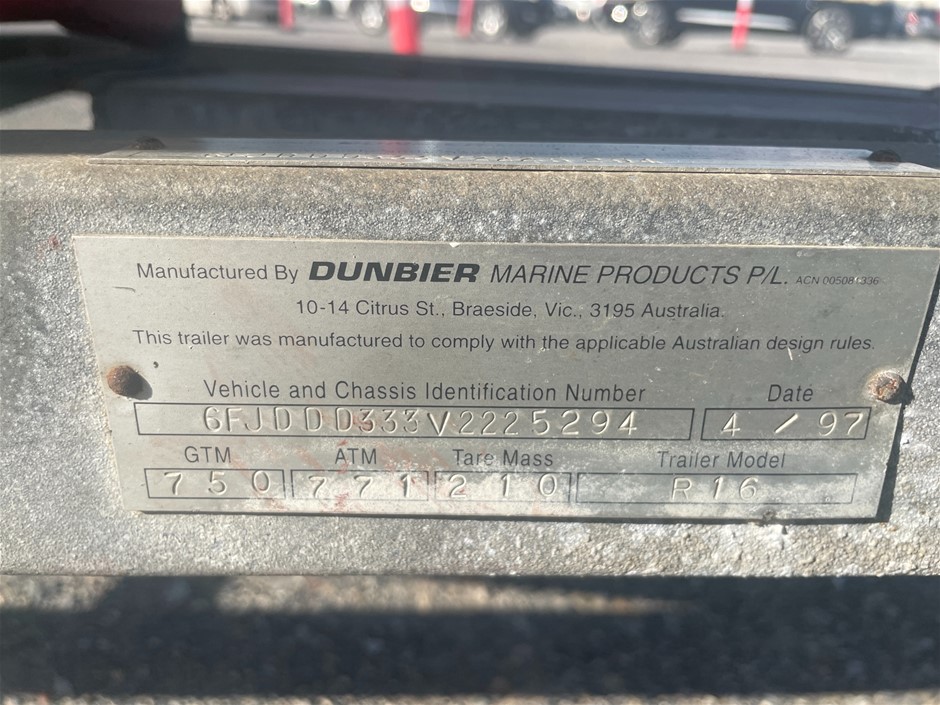 Manufactured By DUNBIER MARINE PRODUCTS P/L. ACN 005081336
10-14 Citrus St., Braeside, Vic., 3195 Australia.
This trailer was manufactured to comply with the applicable Australian design rules.
Vehicle and Chassis Identification Number Date
6FJDDD333V2225294 4 / 97
GTM ATM Tare Mass Trailer Model
750 771 210 R16